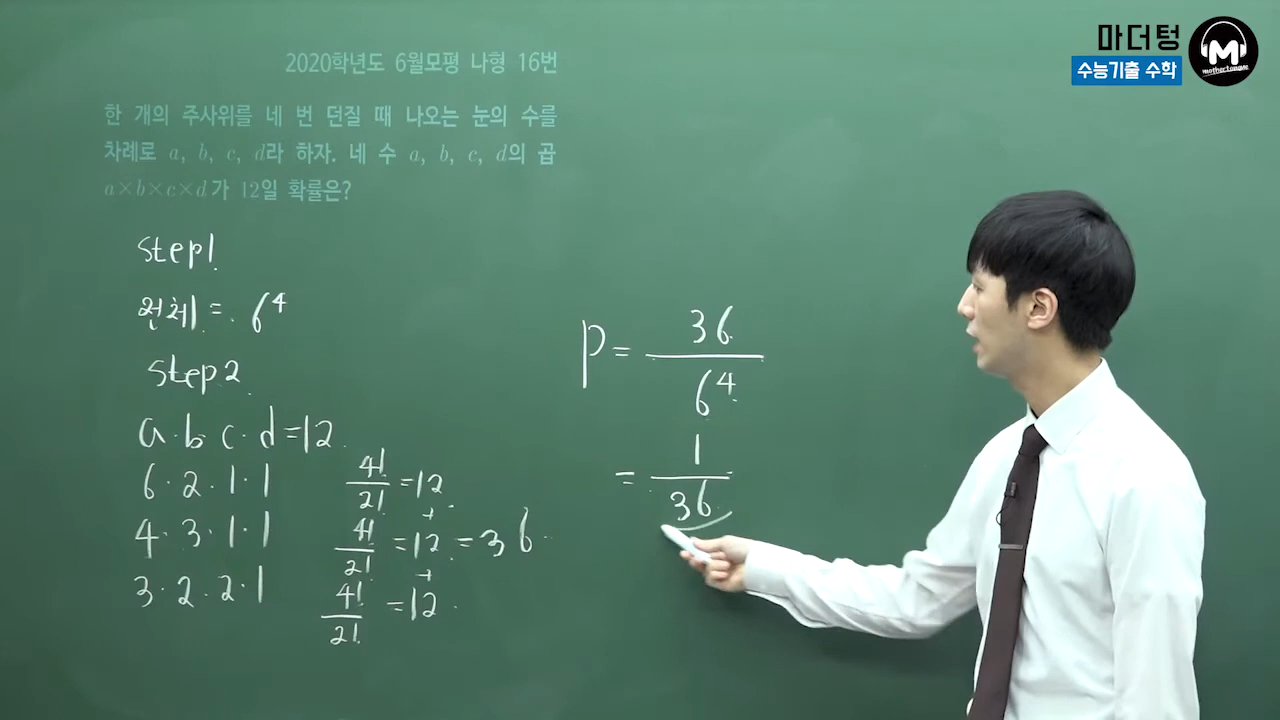 마더텅
수능기출 수학
M
mothertongue
2020학년도 6월모평 나형 16번
한 개의 주사위를 네 번 던질 때 나오는 눈의 수를
차례로 a, b, c, d라 하자. 네 수 a, b, c, d의 곱
a×b×c×d가 12일 확률은?
step1
전체 = 6⁴
step2
a·b·c·d=12
6·2·1·1 4!/2! =12
+
4·3·1·1 4!/2! =12 =36
+
3·2·2·1 4!/2! =12
P = 36/6⁴
= 1/36